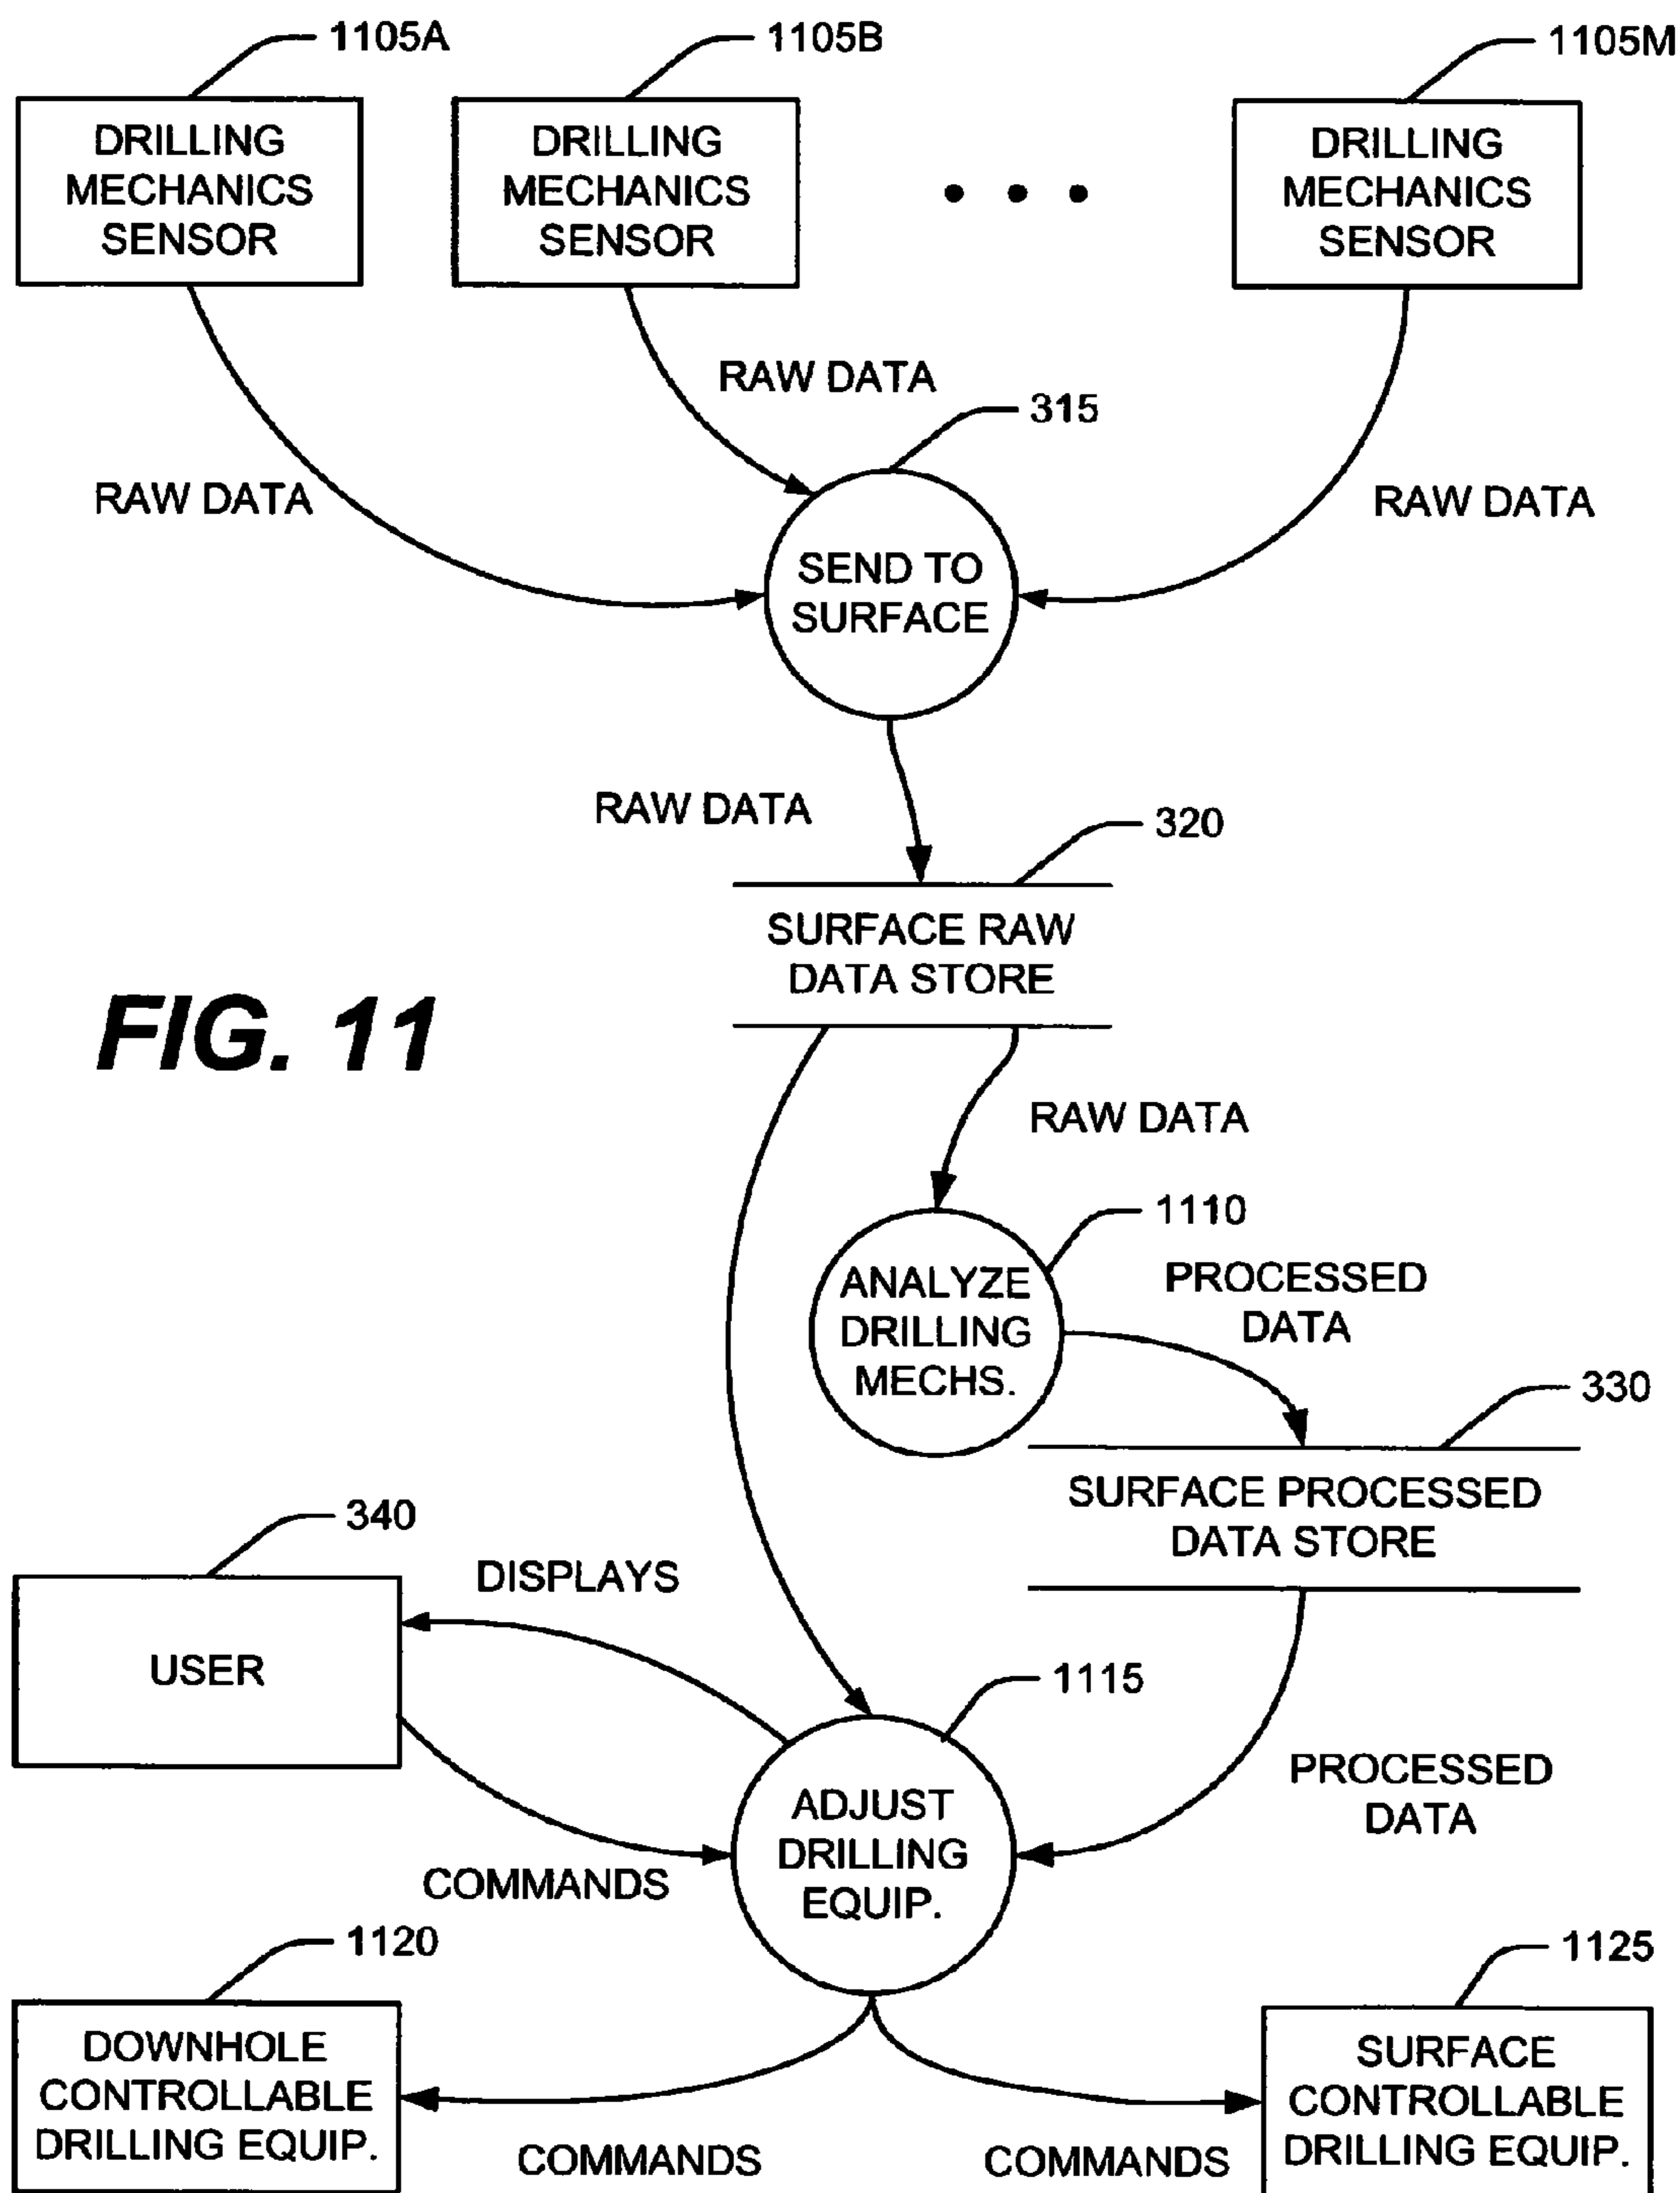 1105A
1105B
1105M
DRILLING
MECHANICS
SENSOR
DRILLING
MECHANICS
SENSOR
DRILLING
MECHANICS
SENSOR
RAW DATA
315
RAW DATA
RAW DATA
SEND TO
SURFACE
RAW DATA
320
SURFACE RAW
DATA STORE
FIG. 11
RAW DATA
1110
ANALYZE
DRILLING
MECHS.
PROCESSED
DATA
330
SURFACE PROCESSED
DATA STORE
340
DISPLAYS
USER
1115
PROCESSED
DATA
ADJUST
DRILLING
EQUIP.
COMMANDS
1120
1125
DOWNHOLE
CONTROLLABLE
DRILLING EQUIP.
SURFACE
CONTROLLABLE
DRILLING EQUIP.
COMMANDS
COMMANDS